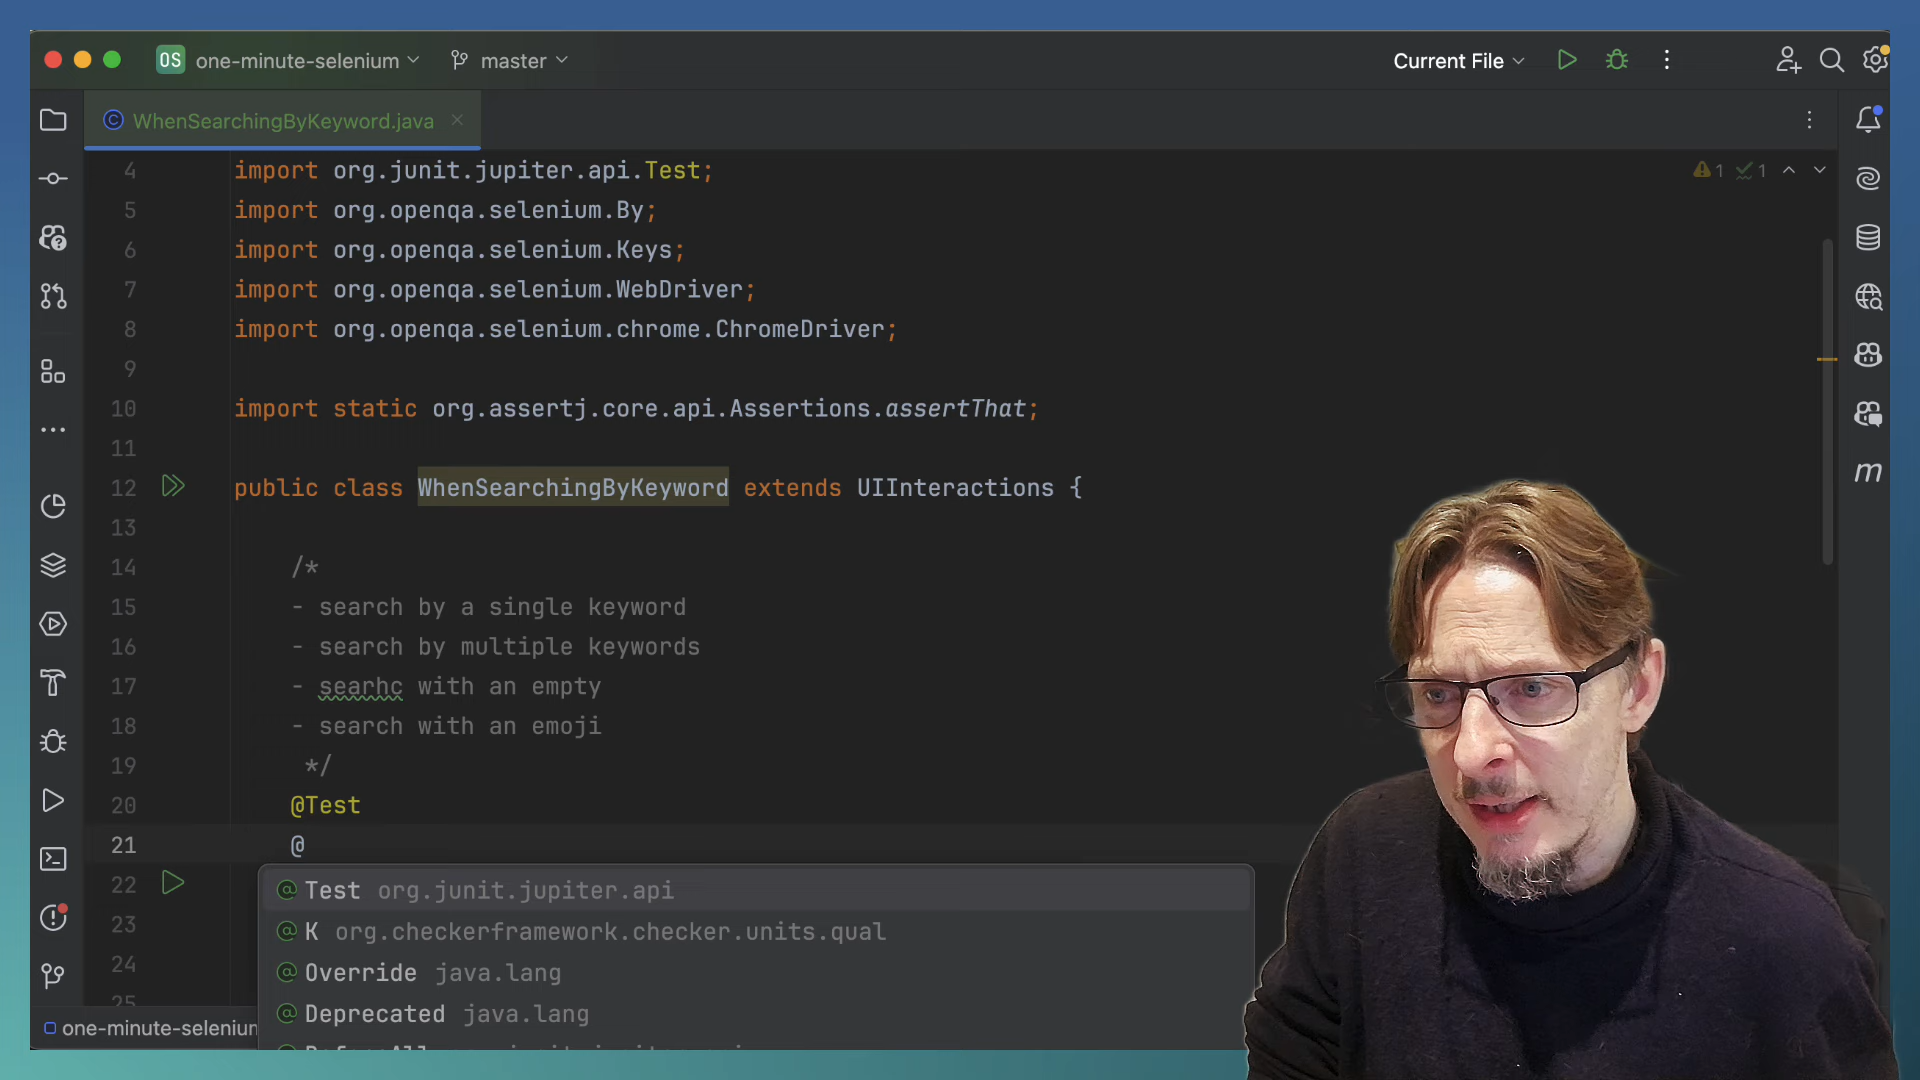 OS one-minute-selenium master Current File
WhenSearchingByKeyword.java
4 import org.junit.jupiter.api.Test; 1 1
5 import org.openqa.selenium.By;
6 import org.openqa.selenium.Keys;
7 import org.openqa.selenium.WebDriver;
8 import org.openqa.selenium.chrome.ChromeDriver;
9
10 import static org.assertj.core.api.Assertions.assertThat;
11
12 public class WhenSearchingByKeyword extends UIInteractions {
13
14 /*
15 - search by a single keyword
16 - search by multiple keywords
17 - searhc with an empty
18 - search with an emoji
19 */
20 @Test
21 @
22 @ Test org.junit.jupiter.api
23 @ K org.checkerframework.checker.units.qual
24 @ Override java.lang
25
@ Deprecated java.lang
one-minute-selenium